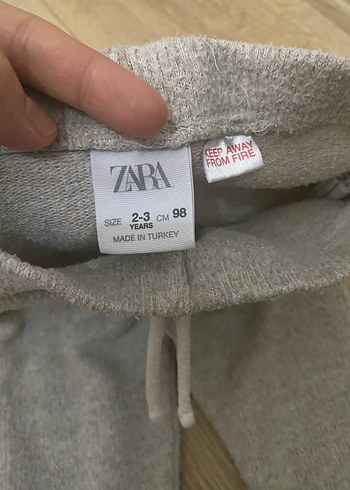 ZARA
SIZE 2-3 YEARS CM 98
MADE IN TURKEY
KEEP AWAY
FROM FIRE